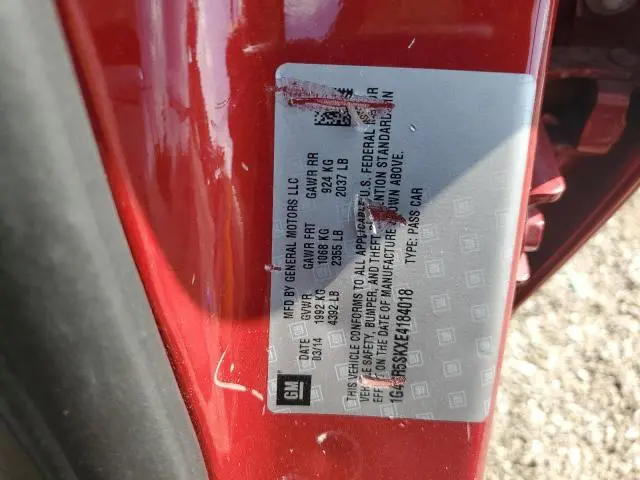 MFD BY GENERAL MOTORS LLC
DATE GVWR GAWR FRT GAWR RR
03/14 1992 KG 1068 KG 924 KG
4392 LB 2355 LB 2037 LB
THIS VEHICLE CONFORMS TO ALL APPLICABLE U.S. FEDERAL
VEHICLE SAFETY, BUMPER, AND THEFT STANDARDS IN
EFFECT ON THE DATE OF MANUFACTURE SHOWN ABOVE.
TYPE: PASS CAR
GM